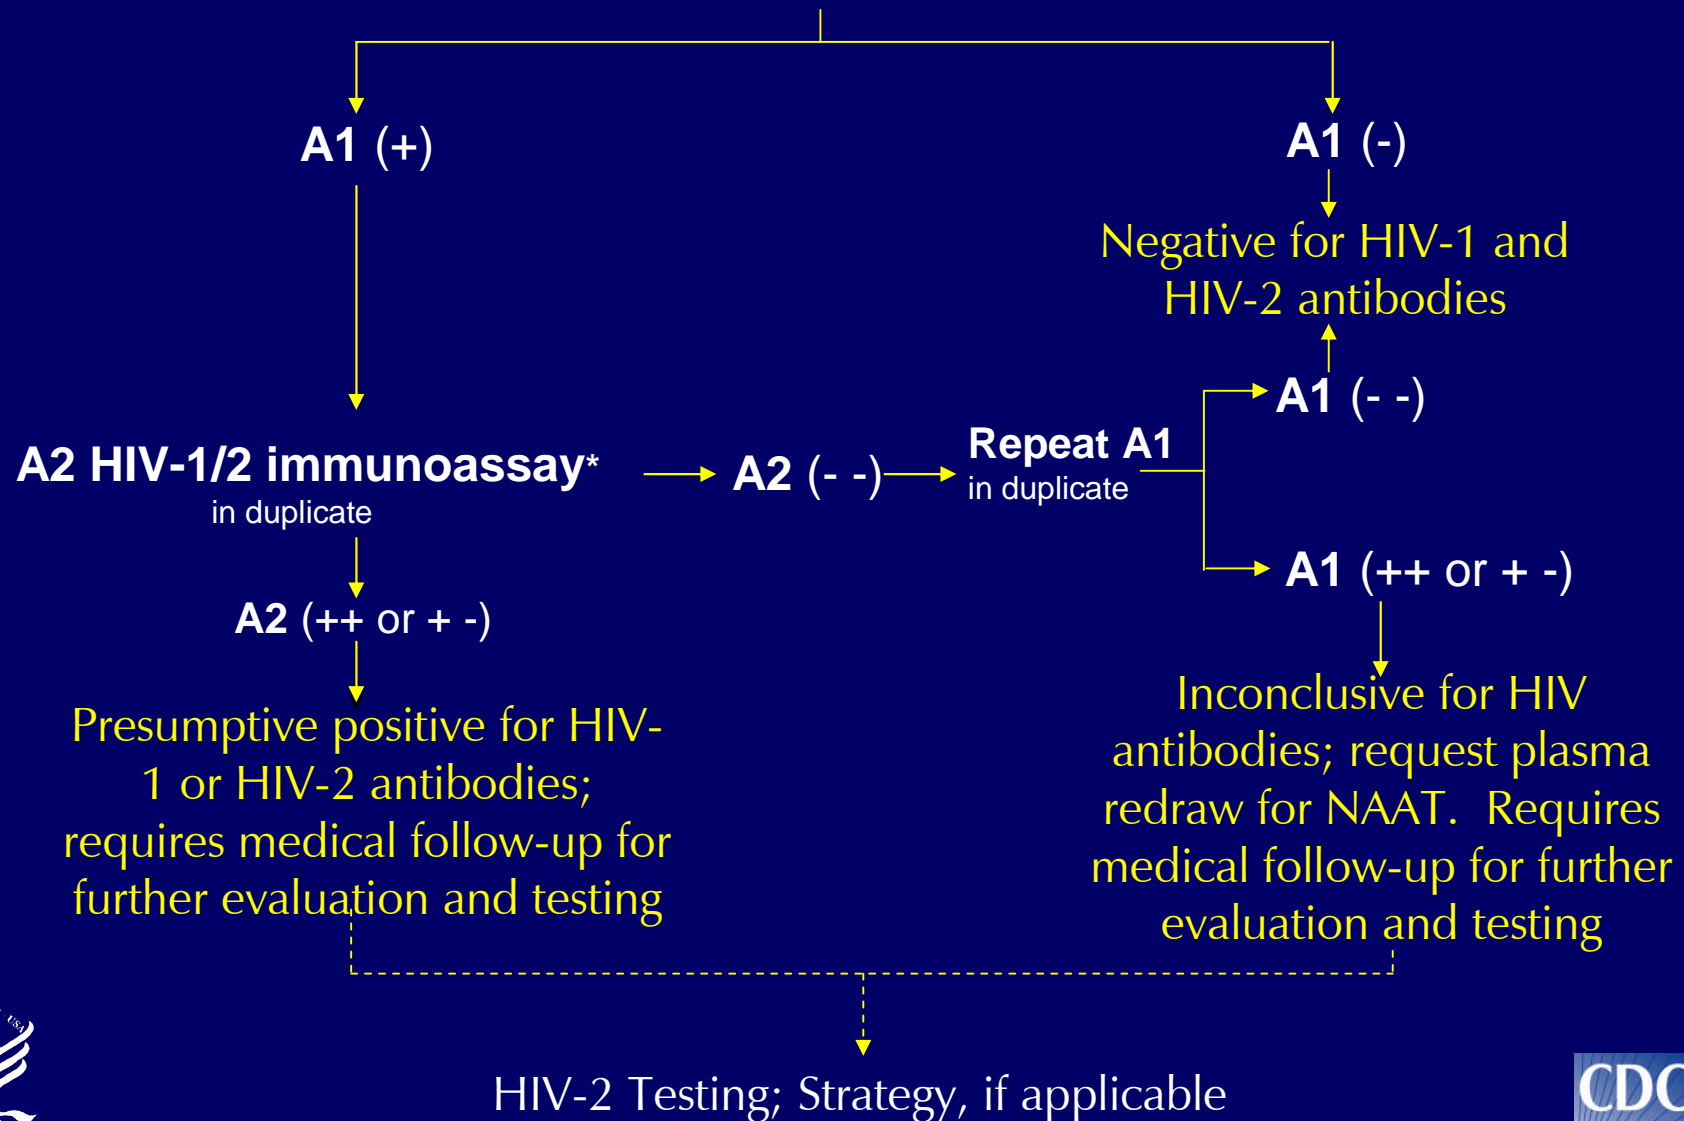 A1 (+)
A1 (-)
Negative for HIV-1 and
HIV-2 antibodies
A1 (- -)
A2 HIV-1/2 immunoassay*
in duplicate
A2 (- -)
Repeat A1
in duplicate
A1 (++ or + -)
A2 (++ or + -)
Presumptive positive for HIV-
1 or HIV-2 antibodies;
requires medical follow-up for
further evaluation and testing
Inconclusive for HIV
antibodies; request plasma
redraw for NAAT. Requires
medical follow-up for further
evaluation and testing
HIV-2 Testing; Strategy, if applicable
USA
CDC